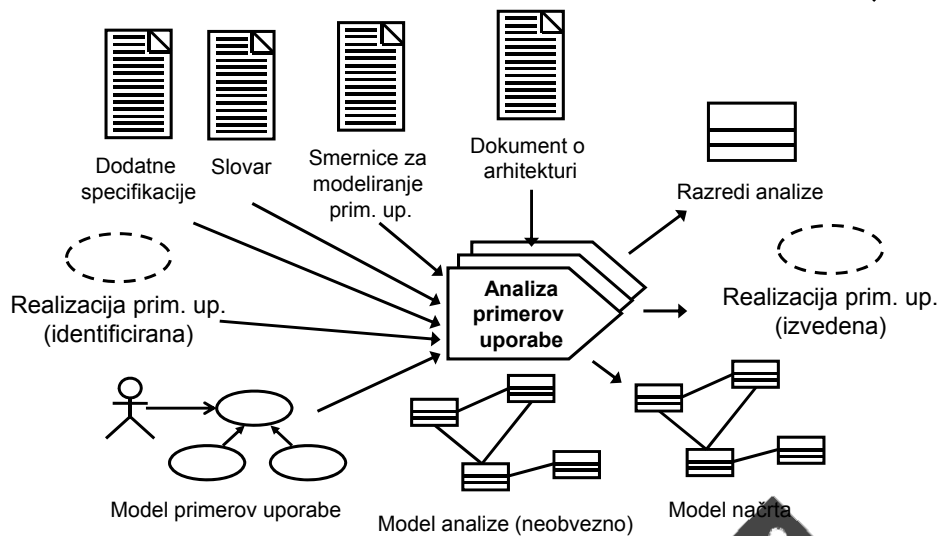 Dodatne
specifikacije
Slovar
Smernice za
modeliranje
prim. up.
Dokument o
arhitekturi
Razredi analize
Realizacija prim. up.
(identificirana)
Analiza
primerov
uporabe
Realizacija prim. up.
(izvedena)
Model primerov uporabe
Model analize (neobvezno)
Model načrta